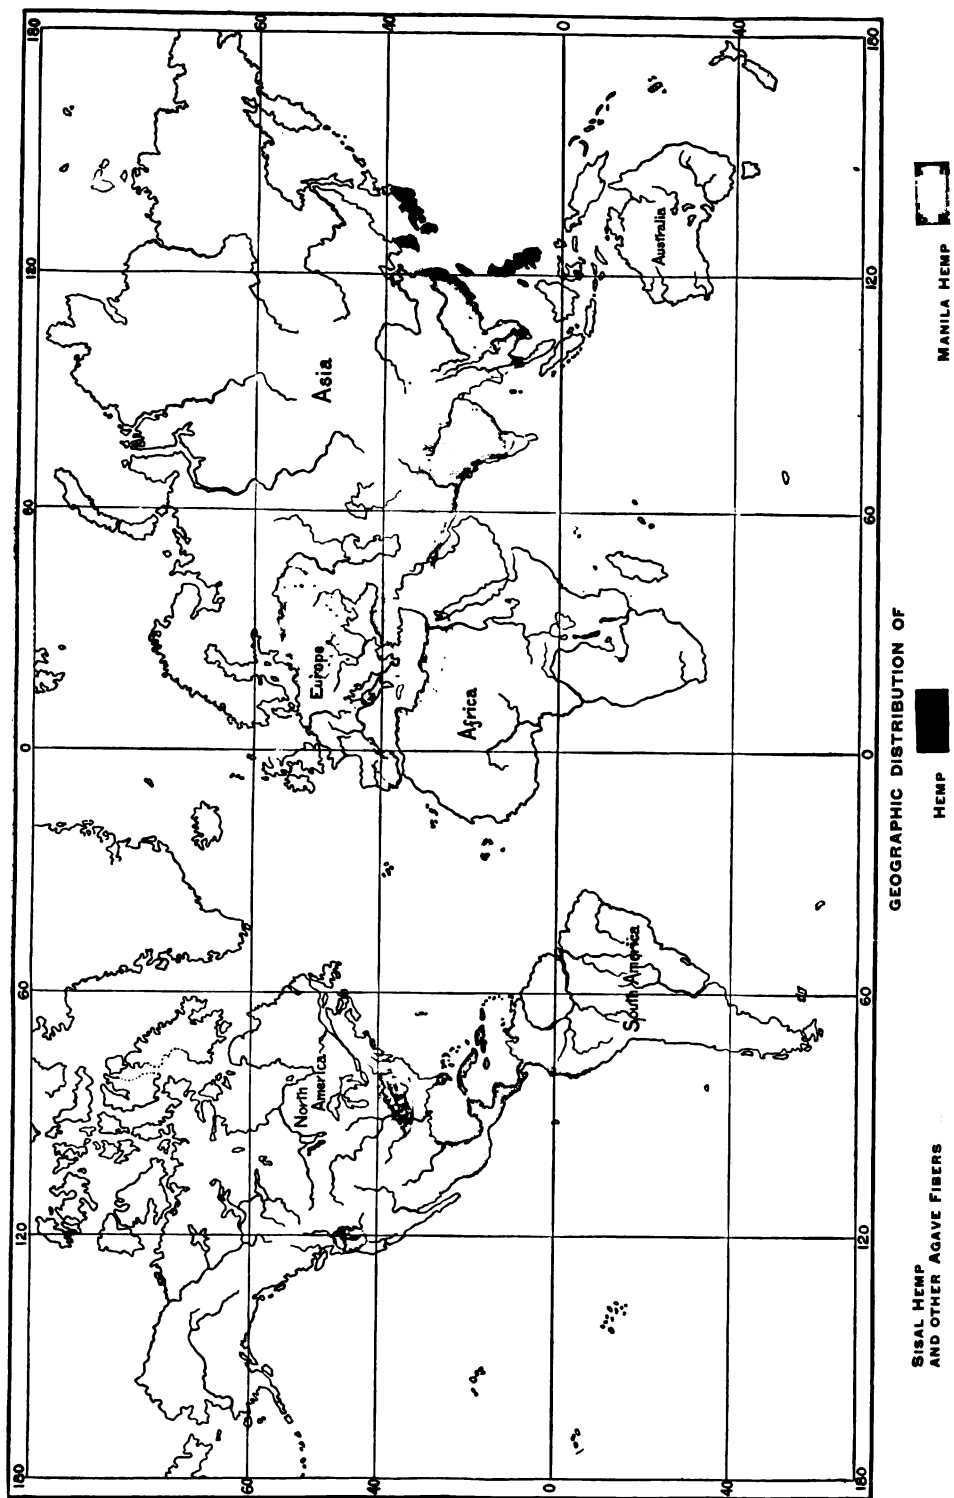 180
120
60
0
60
120
180
60
40
0
40
60
40
0
40
North
America
South America
Europe
Africa
Asia
Australia
180
120
60
0
60
120
180
GEOGRAPHIC DISTRIBUTION OF
SISAL HEMP
AND OTHER AGAVE FIBERS
HEMP
MANILA HEMP